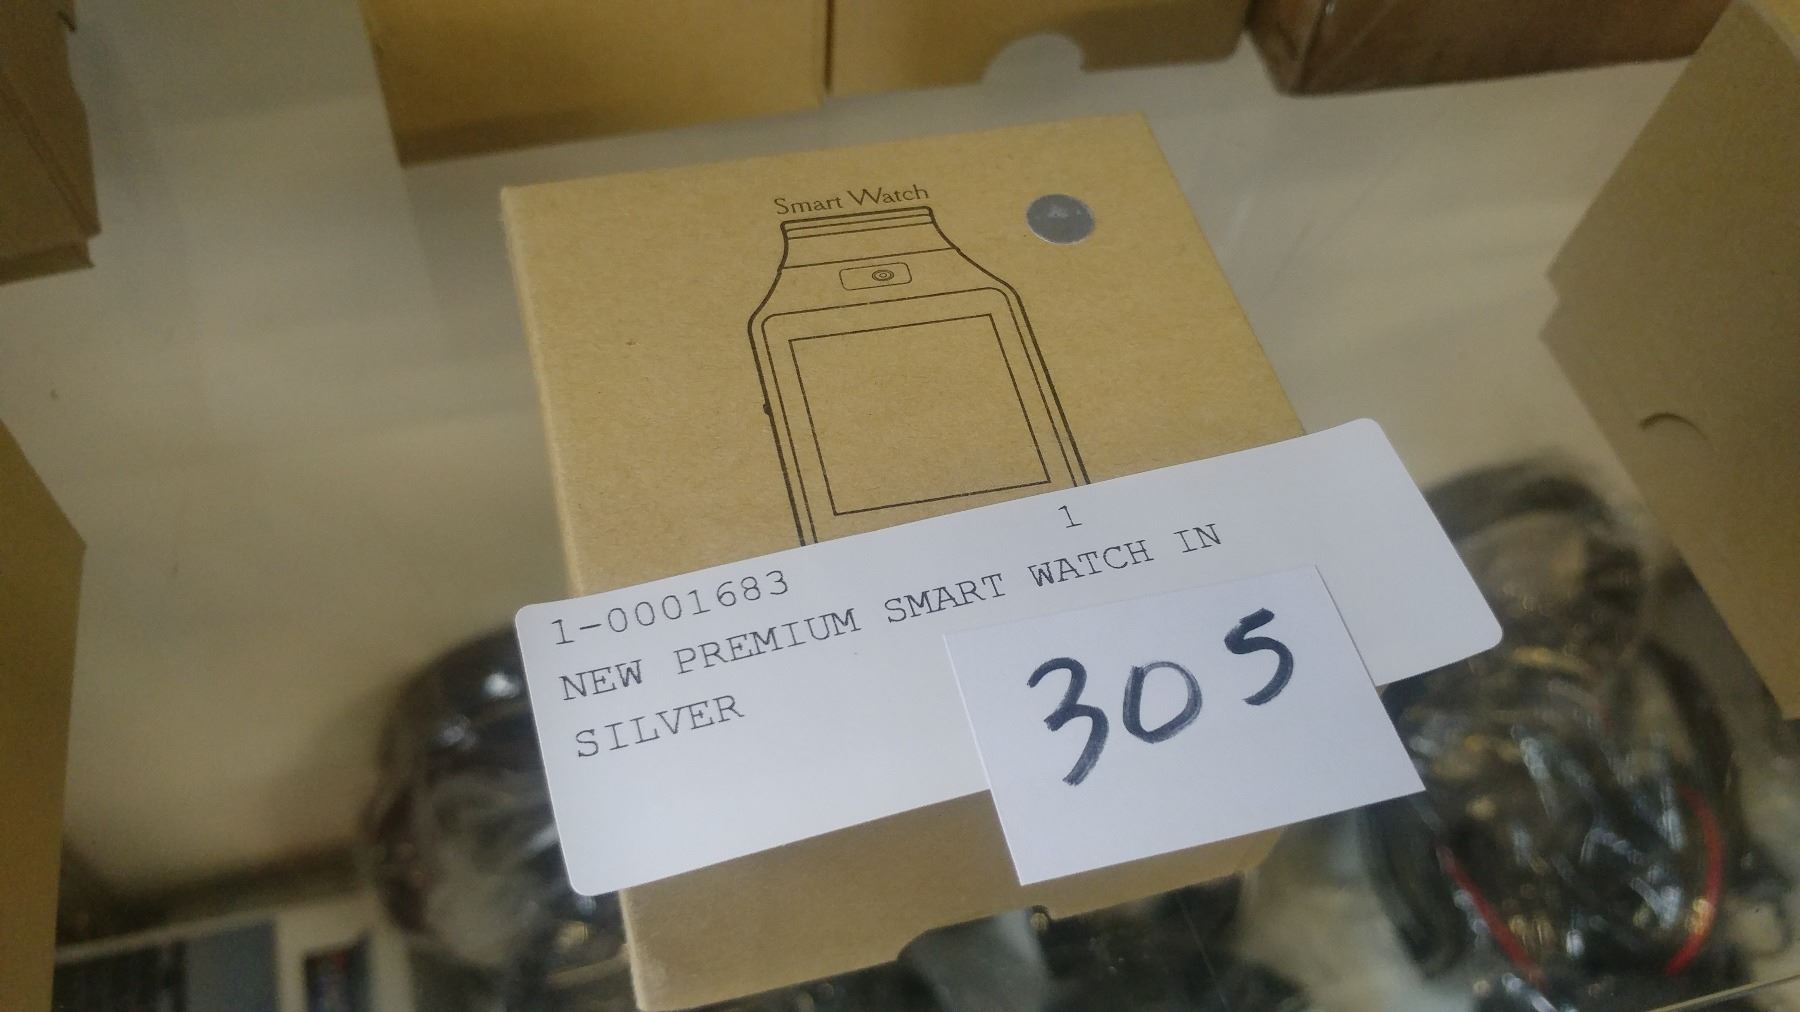 Smart Watch
1
1-0001683
NEW PREMIUM SMART WATCH IN
SILVER
305